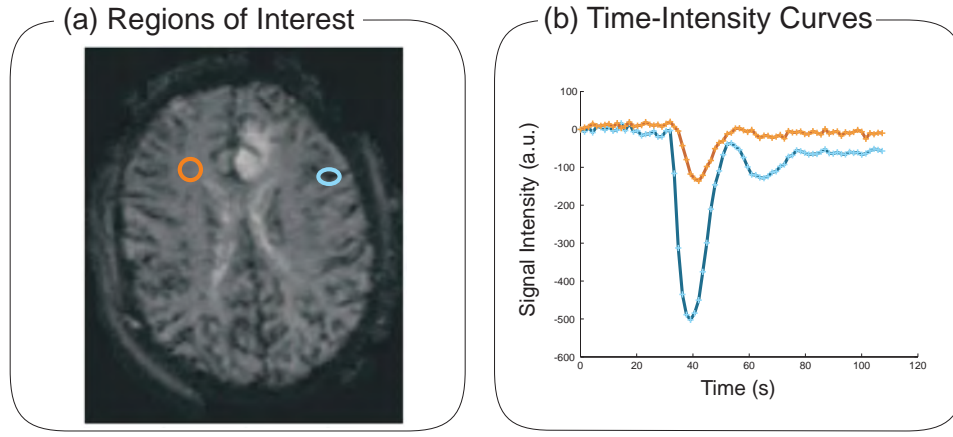 (a) Regions of Interest
(b) Time-Intensity Curves
Signal Intensity (a.u.)
100
0
-100
-200
-300
-400
-500
-600
0 20 40 60 80 100 120
Time (s)